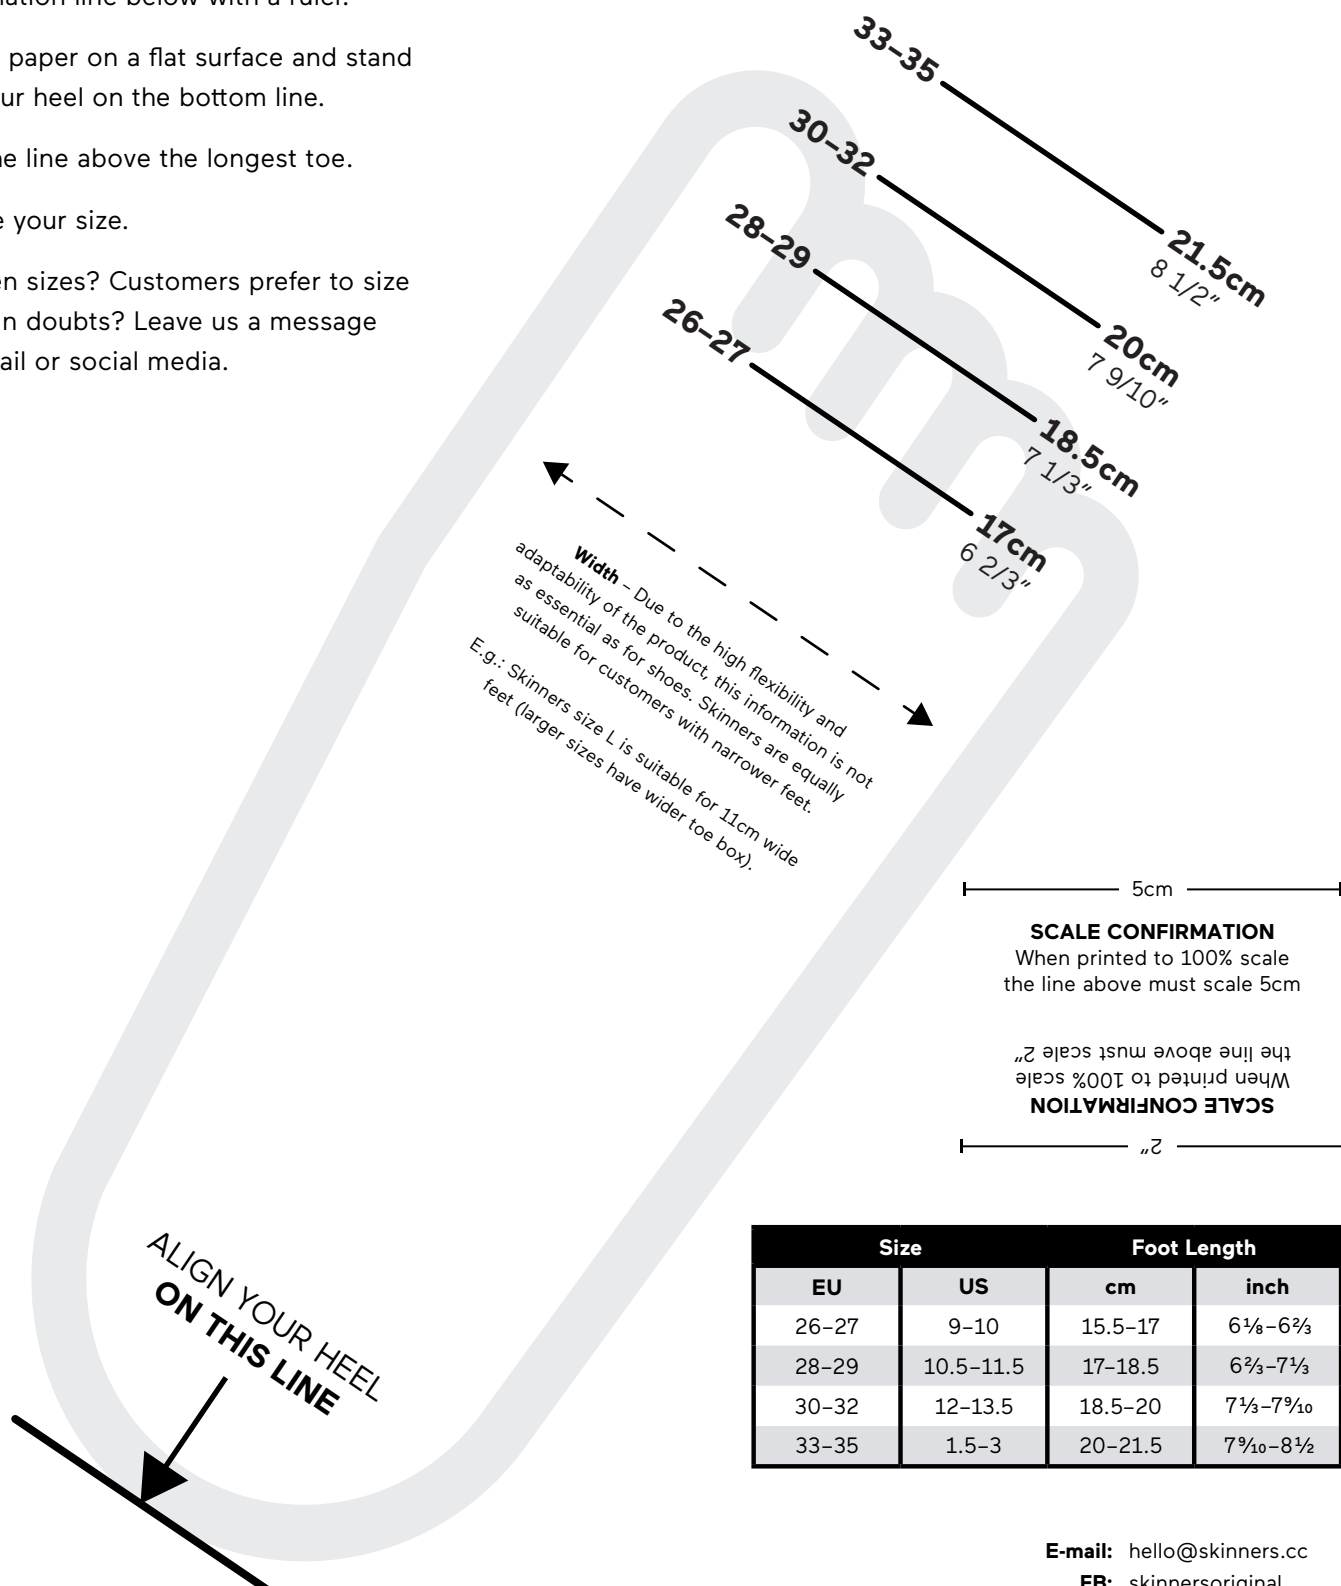 below with a ruler.
paper on a flat surface and stand
heel on the bottom line.
line above the longest toe.
your size.
sizes? Customers prefer to size
doubts? Leave us a message
or social media.
33–35
21.5cm
8 1/2”
30–32
20cm
7 9/10”
28–29
18.5cm
7 1/3”
26–27
17cm
6 2/3”
Width – Due to the high flexibility and
adaptability of the product, this information is not
as essential as for shoes. Skinners are equally
suitable for customers with narrower feet.
E.g.: Skinners size L is suitable for 11cm wide
feet (larger sizes have wider toe box).
5cm
SCALE CONFIRMATION
When printed to 100% scale
the line above must scale 5cm
2”
SCALE CONFIRMATION
When printed to 100% scale
the line above must scale 2”
ALIGN YOUR HEEL
ON THIS LINE
Size Foot Length
EU US cm inch
26–27 9–10 15.5–17 6⅛–6⅔
28–29 10.5–11.5 17–18.5 6⅔–7⅓
30–32 12–13.5 18.5–20 7⅓–7 9/10
33–35 1.5–3 20–21.5 7 9/10–8½
E-mail: hello@skinners.cc
FB: skinnersoriginal